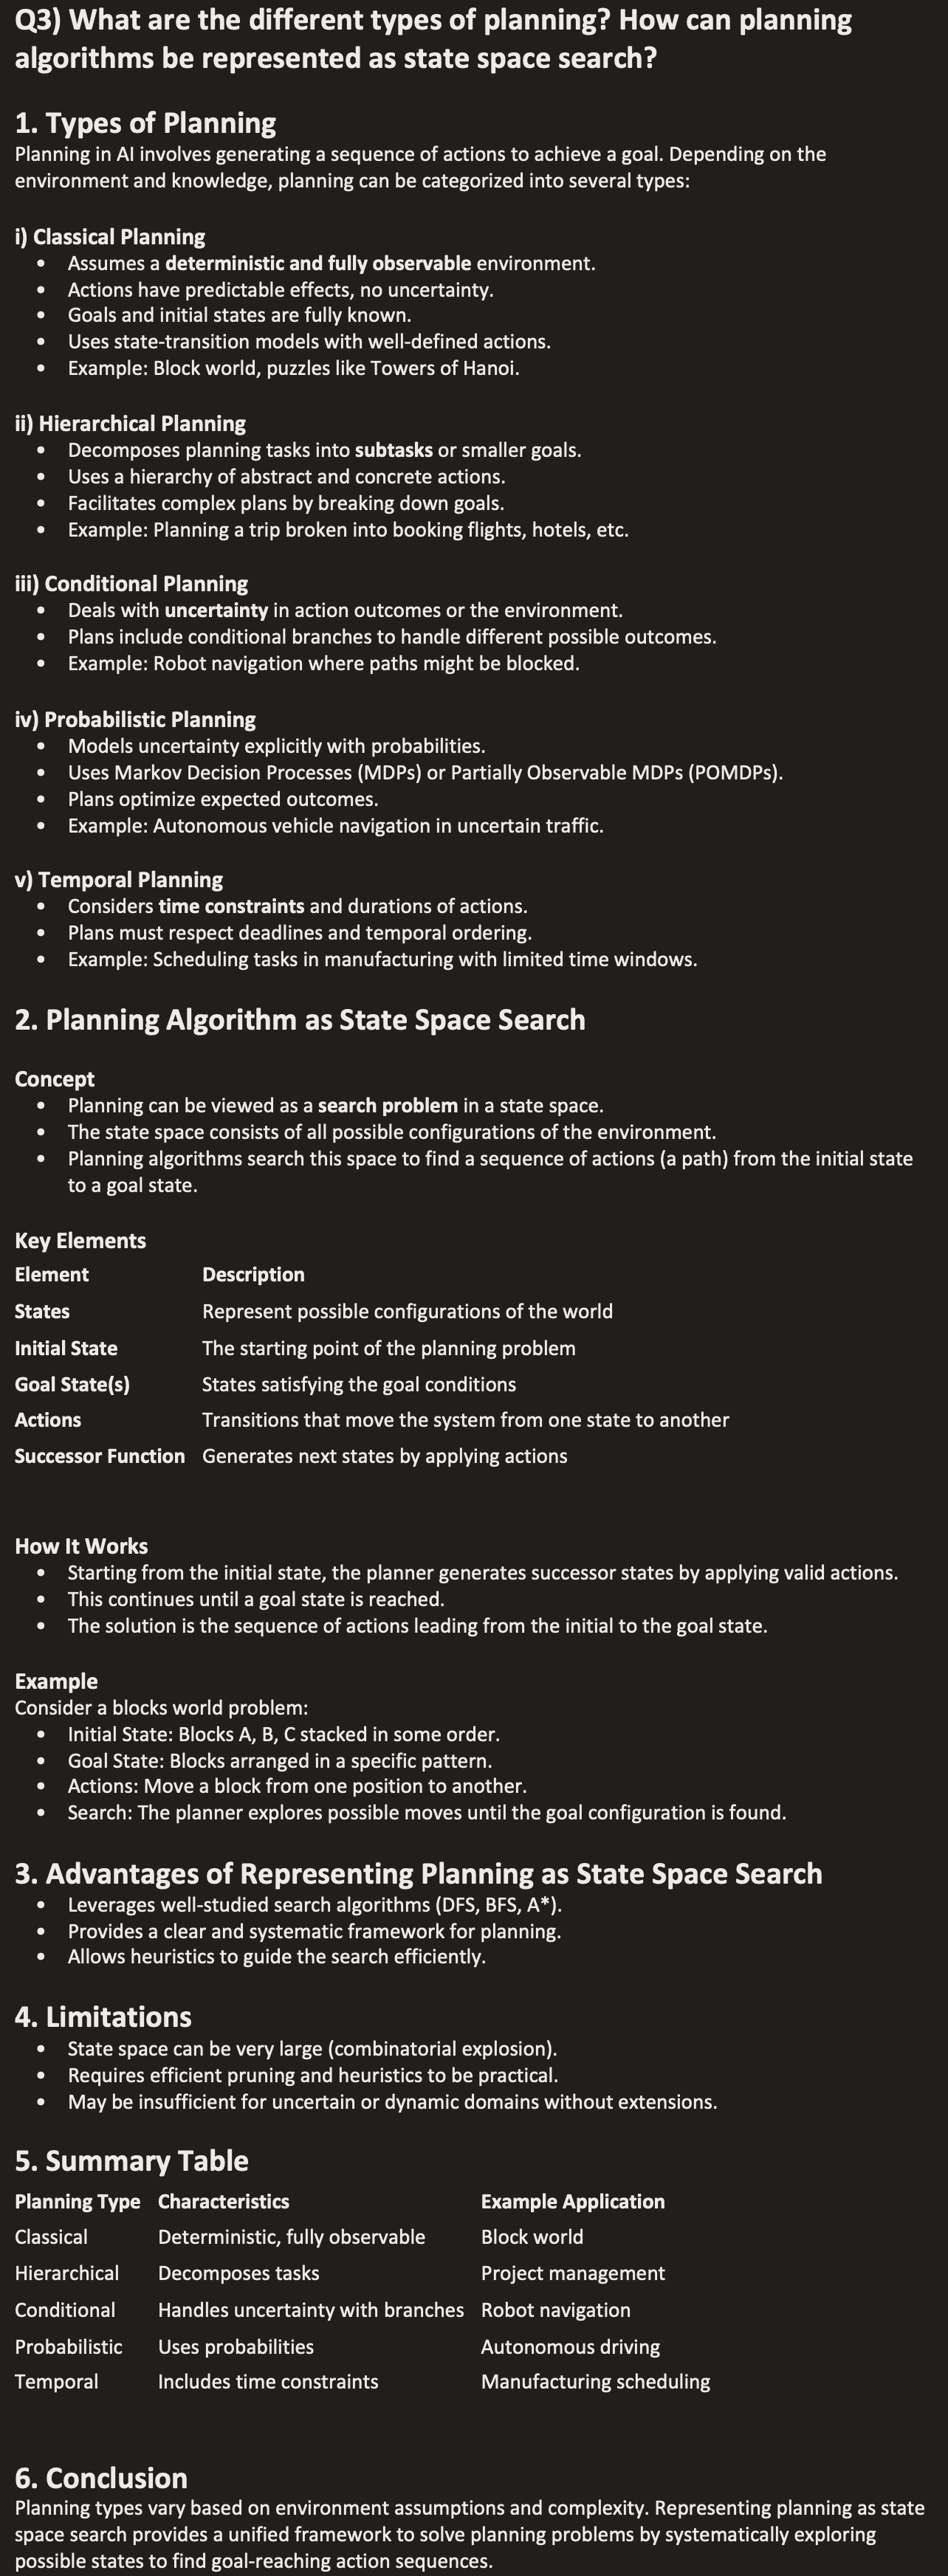 Q3) What are the different types of planning? How can planning
algorithms be represented as state space search?
1. Types of Planning
Planning in AI involves generating a sequence of actions to achieve a goal. Depending on the
environment and knowledge, planning can be categorized into several types:
i) Classical Planning
• Assumes a deterministic and fully observable environment.
• Actions have predictable effects, no uncertainty.
• Goals and initial states are fully known.
• Uses state-transition models with well-defined actions.
• Example: Block world, puzzles like Towers of Hanoi.
ii) Hierarchical Planning
• Decomposes planning tasks into subtasks or smaller goals.
• Uses a hierarchy of abstract and concrete actions.
• Facilitates complex plans by breaking down goals.
• Example: Planning a trip broken into booking flights, hotels, etc.
iii) Conditional Planning
• Deals with uncertainty in action outcomes or the environment.
• Plans include conditional branches to handle different possible outcomes.
• Example: Robot navigation where paths might be blocked.
iv) Probabilistic Planning
• Models uncertainty explicitly with probabilities.
• Uses Markov Decision Processes (MDPs) or Partially Observable MDPs (POMDPs).
• Plans optimize expected outcomes.
• Example: Autonomous vehicle navigation in uncertain traffic.
v) Temporal Planning
• Considers time constraints and durations of actions.
• Plans must respect deadlines and temporal ordering.
• Example: Scheduling tasks in manufacturing with limited time windows.
2. Planning Algorithm as State Space Search
Concept
• Planning can be viewed as a search problem in a state space.
• The state space consists of all possible configurations of the environment.
• Planning algorithms search this space to find a sequence of actions (a path) from the initial state
to a goal state.
Key Elements
Element Description
States Represent possible configurations of the world
Initial State The starting point of the planning problem
Goal State(s) States satisfying the goal conditions
Actions Transitions that move the system from one state to another
Successor Function Generates next states by applying actions
How It Works
• Starting from the initial state, the planner generates successor states by applying valid actions.
• This continues until a goal state is reached.
• The solution is the sequence of actions leading from the initial to the goal state.
Example
Consider a blocks world problem:
• Initial State: Blocks A, B, C stacked in some order.
• Goal State: Blocks arranged in a specific pattern.
• Actions: Move a block from one position to another.
• Search: The planner explores possible moves until the goal configuration is found.
3. Advantages of Representing Planning as State Space Search
• Leverages well-studied search algorithms (DFS, BFS, A*).
• Provides a clear and systematic framework for planning.
• Allows heuristics to guide the search efficiently.
4. Limitations
• State space can be very large (combinatorial explosion).
• Requires efficient pruning and heuristics to be practical.
• May be insufficient for uncertain or dynamic domains without extensions.
5. Summary Table
Planning Type Characteristics Example Application
Classical Deterministic, fully observable Block world
Hierarchical Decomposes tasks Project management
Conditional Handles uncertainty with branches Robot navigation
Probabilistic Uses probabilities Autonomous driving
Temporal Includes time constraints Manufacturing scheduling
6. Conclusion
Planning types vary based on environment assumptions and complexity. Representing planning as state
space search provides a unified framework to solve planning problems by systematically exploring
possible states to find goal-reaching action sequences.